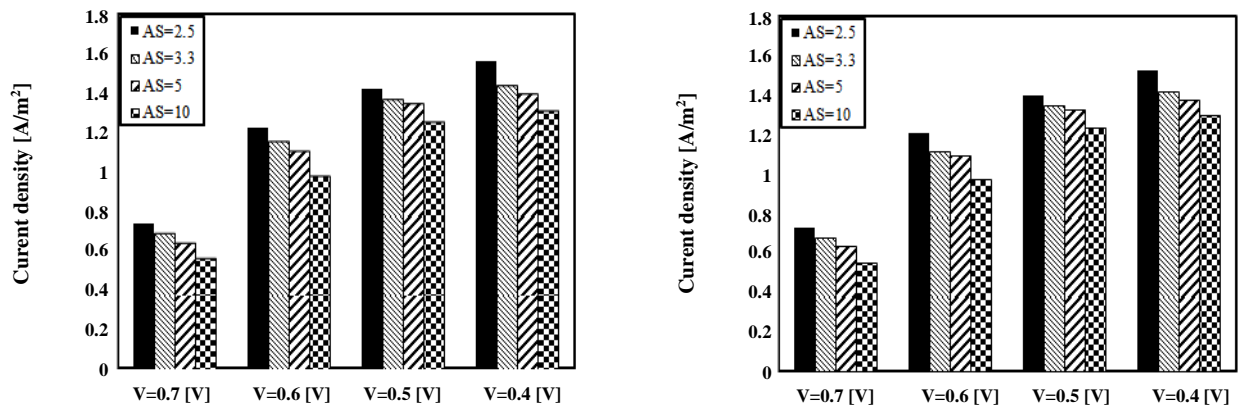 Curent density [A/m²]
1.8
1.6
1.4
1.2
1
0.8
0.6
0.4
0.2
0
AS=2.5
AS=3.3
AS=5
AS=10
V=0.7 [V] V=0.6 [V] V=0.5 [V] V=0.4 [V]
Curent density [A/m²]
1.8
1.6
1.4
1.2
1
0.8
0.6
0.4
0.2
0
AS=2.5
AS=3.3
AS=5
AS=10
V=0.7 [V] V=0.6 [V] V=0.5 [V] V=0.4 [V]